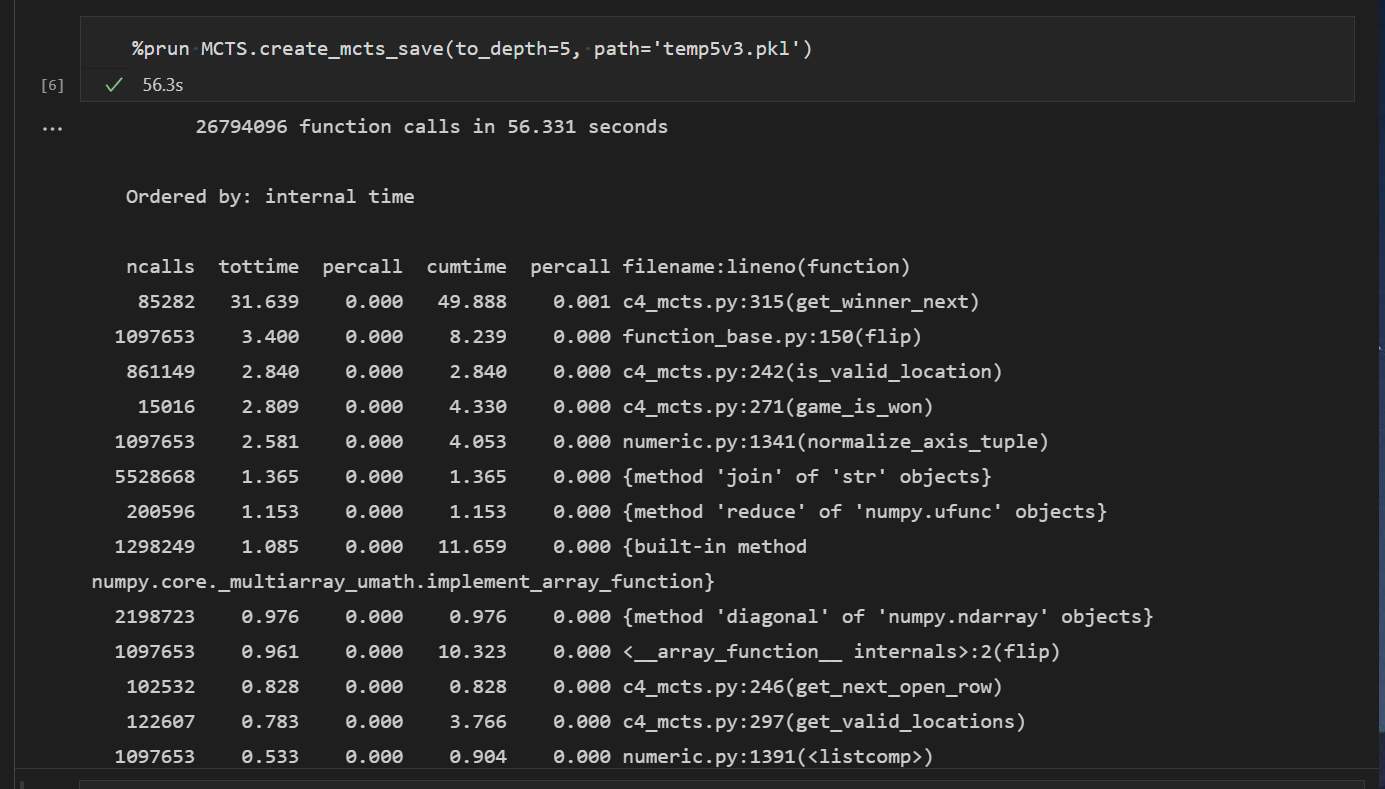 %prun MCTS.create_mcts_save(to_depth=5, path='temp5v3.pkl')
[6] ✓ 56.3s
... 26794096 function calls in 56.331 seconds
Ordered by: internal time
ncalls tottime percall cumtime percall filename:lineno(function)
85282 31.639 0.000 49.888 0.001 c4_mcts.py:315(get_winner_next)
1097653 3.400 0.000 8.239 0.000 function_base.py:150(flip)
861149 2.840 0.000 2.840 0.000 c4_mcts.py:242(is_valid_location)
15016 2.809 0.000 4.330 0.000 c4_mcts.py:271(game_is_won)
1097653 2.581 0.000 4.053 0.000 numeric.py:1341(normalize_axis_tuple)
5528668 1.365 0.000 1.365 0.000 {method 'join' of 'str' objects}
200596 1.153 0.000 1.153 0.000 {method 'reduce' of 'numpy.ufunc' objects}
1298249 1.085 0.000 11.659 0.000 {built-in method
numpy.core._multiarray_umath.implement_array_function}
2198723 0.976 0.000 0.976 0.000 {method 'diagonal' of 'numpy.ndarray' objects}
1097653 0.961 0.000 10.323 0.000 <__array_function__ internals>:2(flip)
102532 0.828 0.000 0.828 0.000 c4_mcts.py:246(get_next_open_row)
122607 0.783 0.000 3.766 0.000 c4_mcts.py:297(get_valid_locations)
1097653 0.533 0.000 0.904 0.000 numeric.py:1391(<listcomp>)